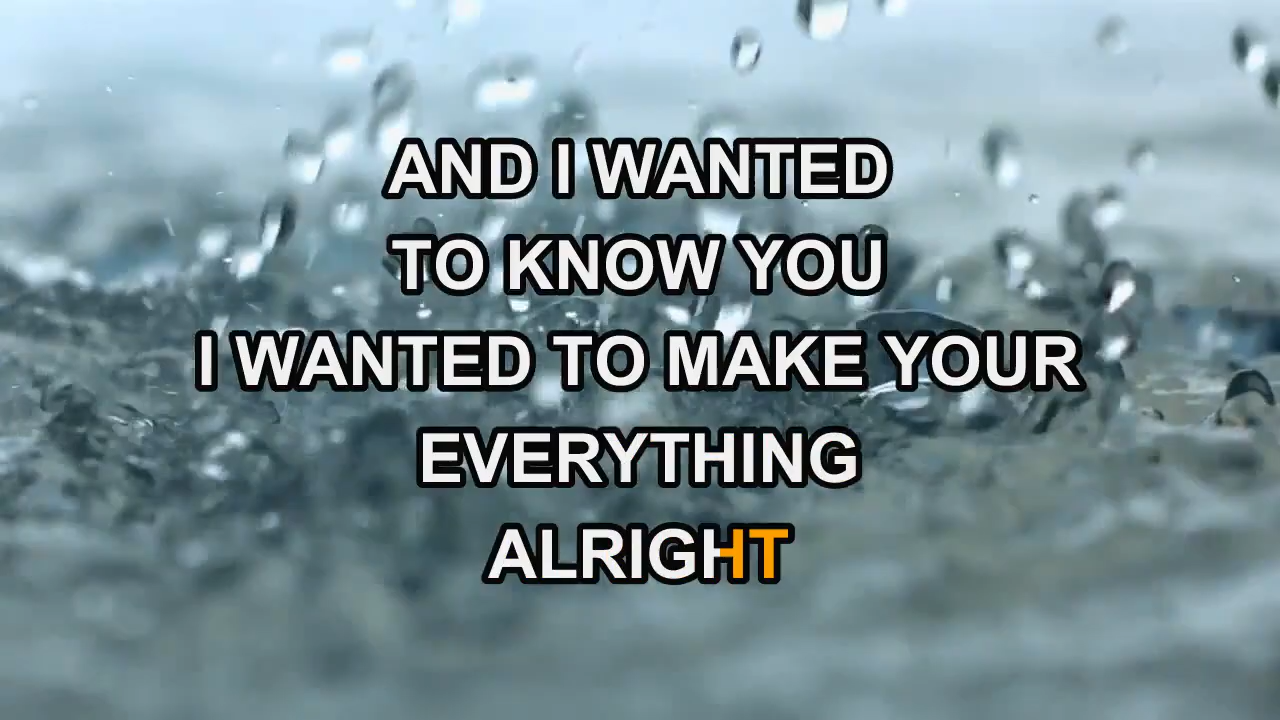 AND I WANTED
TO KNOW YOU
I WANTED TO MAKE YOUR
EVERYTHING
ALRIGHT